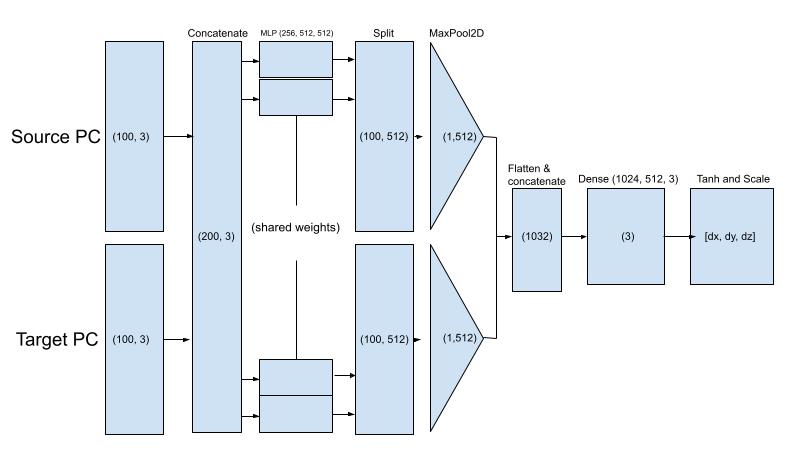 Concatenate
MLP (256, 512, 512)
Split
MaxPool2D
Source PC
(100, 3)
(100, 512)
(1,512)
Flatten &
concatenate
Dense (1024, 512, 3)
Tanh and Scale
(shared weights)
(200, 3)
(1032)
(3)
[dx, dy, dz]
Target PC
(100, 3)
(100, 512)
(1,512)